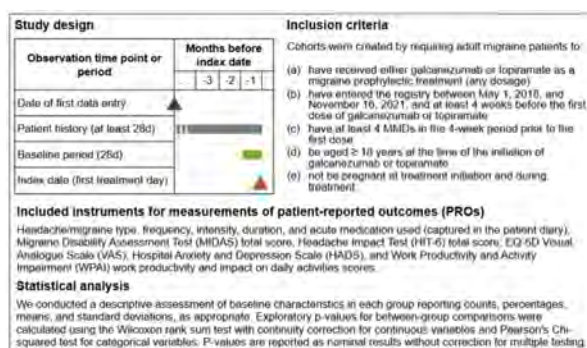 Study design
Observation time point or period
Months before index date
-3 -2 -1
Date of first data entry
Patient history (at least 28d)
Baseline period (28d)
Index date (first treatment day)
Inclusion criteria
Cohorts were created by requiring adult migraine patients to
(a) have received either galcanezumab or topiramate as a
migraine prophylactic treatment (any dosage)
(b) have entered the registry between May 1, 2018, and
November 16, 2021, and at least 4 weeks before the first
dose of galcanezumab or topiramate
(c) have at least 4 MMDs in the 4-week period prior to the
first dose
(d) be aged ≥ 18 years at the time of the initiation of
galcanezumab or topiramate
(e) not be pregnant at treatment initiation and during
treatment
Included instruments for measurements of patient-reported outcomes (PROs)
Headache/migraine type, frequency, intensity, duration, and acute medication used (captured in the patient diary),
Migraine Disability Assessment Test (MIDAS) total score, Headache Impact Test (HIT-6) total score, EQ-5D Visual
Analogue Scale (VAS), Hospital Anxiety and Depression Scale (HADS), and Work Productivity and Activity
Impairment (WPAI) work productivity and impact on daily activities scores.
Statistical analysis
We conducted a descriptive assessment of baseline characteristics in each group reporting counts, percentages,
means, and standard deviations, as appropriate. Exploratory p-values for between-group comparisons were
calculated using the Wilcoxon rank sum test with continuity correction for continuous variables and Pearson's Chi-
squared test for categorical variables. P-values are reported as nominal results without correction for multiple testing